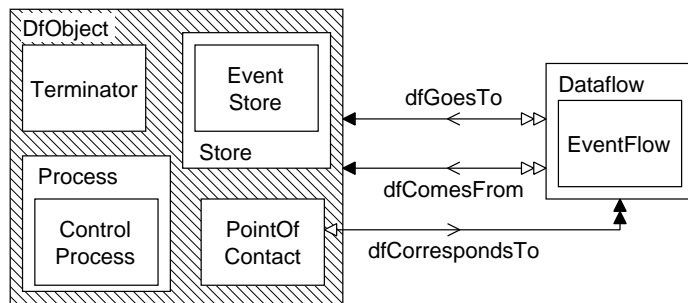 DfObject
Terminator
Event
Store
Store
Process
Control
Process
PointOf
Contact
dfGoesTo
dfComesFrom
dfCorrespondsTo
Dataflow
EventFlow